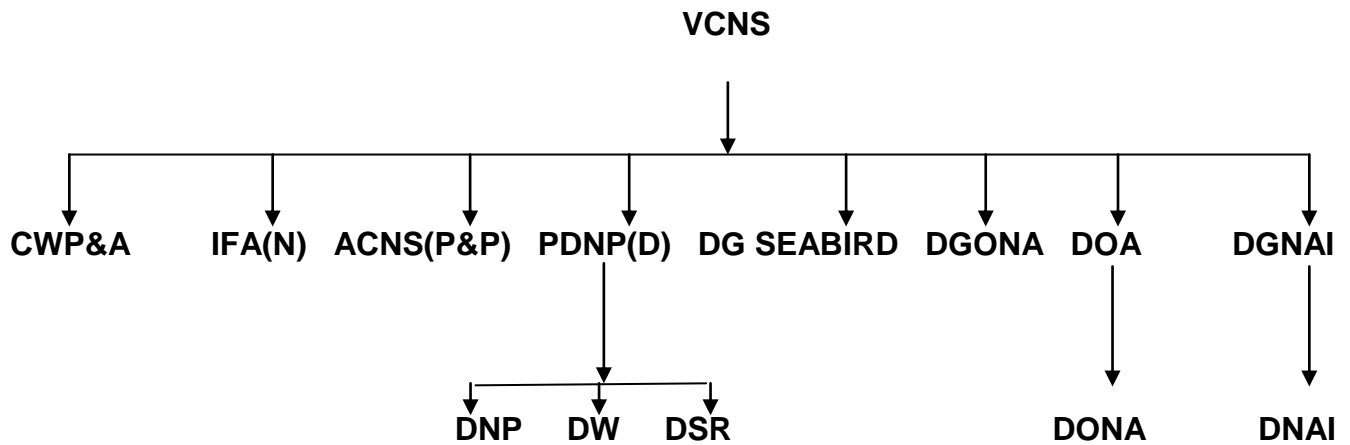 VCNS
CWP&A IFA(N) ACNS(P&P) PDNP(D) DG SEABIRD DGONA DOA DGNAI
DNP DW DSR DONA DNAI